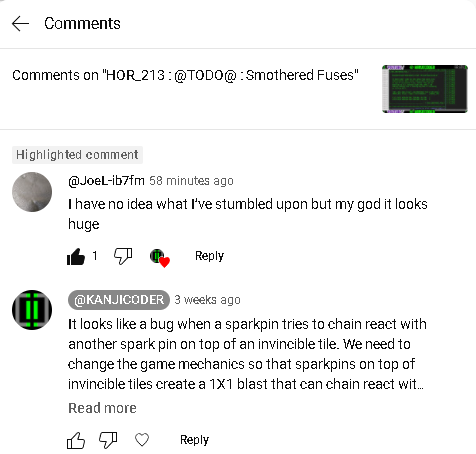 Comments
Comments on "HOR_213 : @TODO@ : Smothered Fuses"
Highlighted comment
@JoeL-ib7fm 58 minutes ago
I have no idea what I've stumbled upon but my god it looks
huge
1 Reply
@KANJICODER 3 weeks ago
It looks like a bug when a sparkpin tries to chain react with
another spark pin on top of an invincible tile. We need to
change the game mechanics so that sparkpins on top of
invincible tiles create a 1X1 blast that can chain react wit...
Read more
Reply